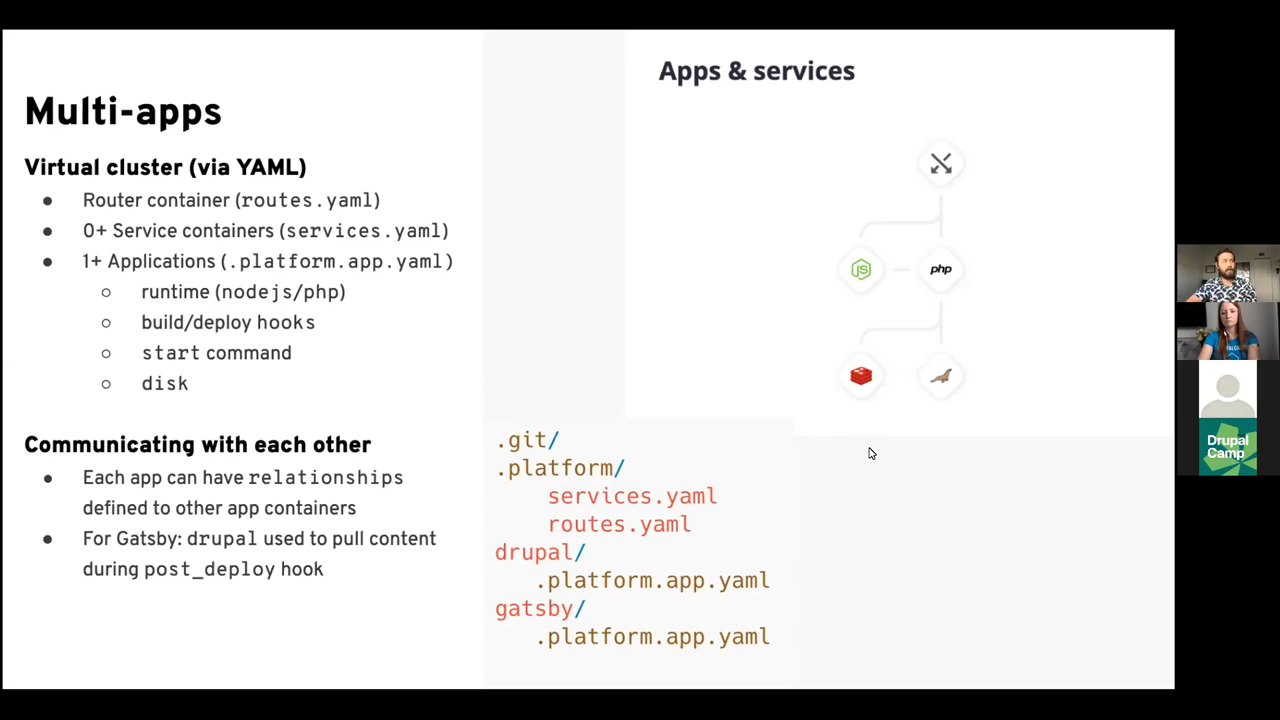 Multi-apps
Virtual cluster (via YAML)
● Router container (routes.yaml)
● 0+ Service containers (services.yaml)
● 1+ Applications (.platform.app.yaml)
○ runtime (nodejs/php)
○ build/deploy hooks
○ start command
○ disk
Communicating with each other
● Each app can have relationships
defined to other app containers
● For Gatsby: drupal used to pull content
during post_deploy hook
Apps & services
JS
php
.git/
.platform/
services.yaml
routes.yaml
drupal/
.platform.app.yaml
gatsby/
.platform.app.yaml
Drupal
Camp